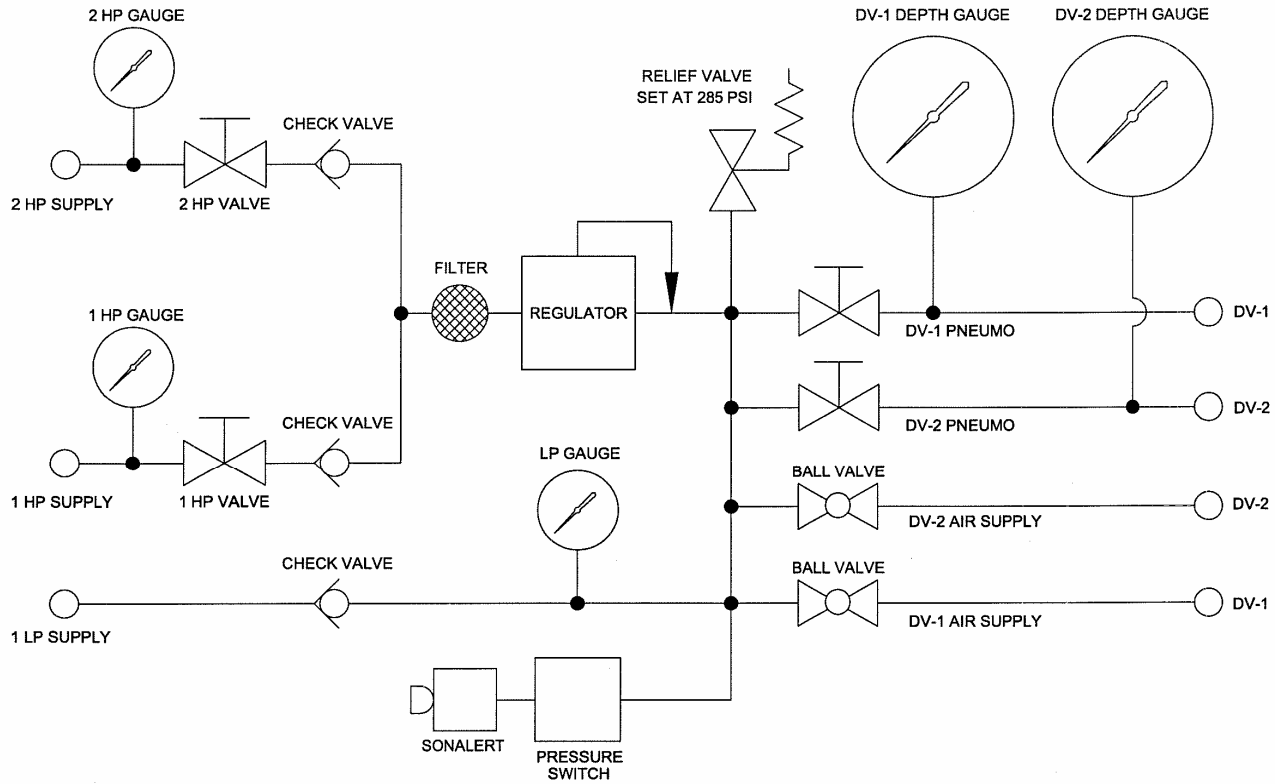 2 HP GAUGE
DV-1 DEPTH GAUGE
DV-2 DEPTH GAUGE
RELIEF VALVE
SET AT 285 PSI
CHECK VALVE
2 HP SUPPLY
2 HP VALVE
FILTER
REGULATOR
1 HP GAUGE
DV-1 PNEUMO
DV-1
CHECK VALVE
DV-2 PNEUMO
DV-2
1 HP SUPPLY
1 HP VALVE
LP GAUGE
BALL VALVE
DV-2 AIR SUPPLY
DV-2
CHECK VALVE
BALL VALVE
1 LP SUPPLY
DV-1 AIR SUPPLY
DV-1
SONALERT
PRESSURE
SWITCH